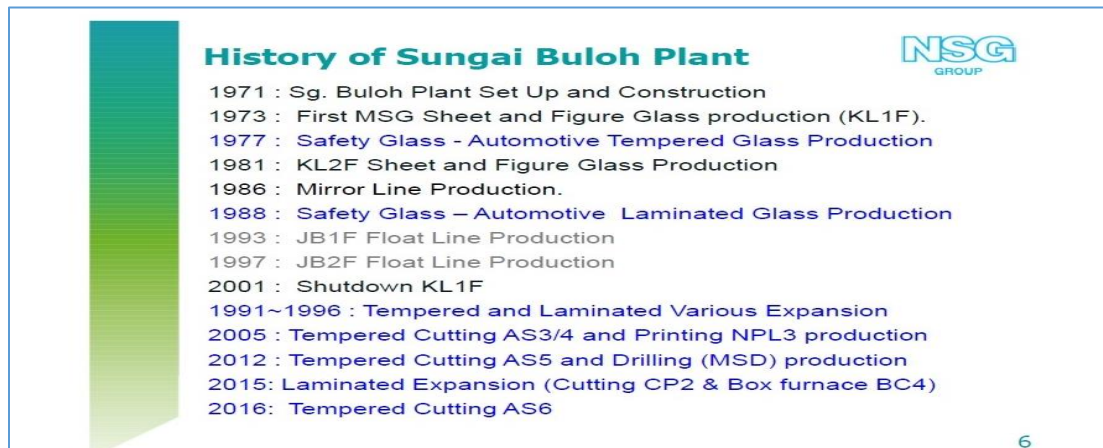 History of Sungai Buloh Plant
NSG
GROUP
1971 : Sg. Buloh Plant Set Up and Construction
1973 : First MSG Sheet and Figure Glass production (KL1F).
1977 : Safety Glass - Automotive Tempered Glass Production
1981 : KL2F Sheet and Figure Glass Production
1986 : Mirror Line Production.
1988 : Safety Glass – Automotive Laminated Glass Production
1993 : JB1F Float Line Production
1997 : JB2F Float Line Production
2001 : Shutdown KL1F
1991~1996 : Tempered and Laminated Various Expansion
2005 : Tempered Cutting AS3/4 and Printing NPL3 production
2012 : Tempered Cutting AS5 and Drilling (MSD) production
2015: Laminated Expansion (Cutting CP2 & Box furnace BC4)
2016: Tempered Cutting AS6
6